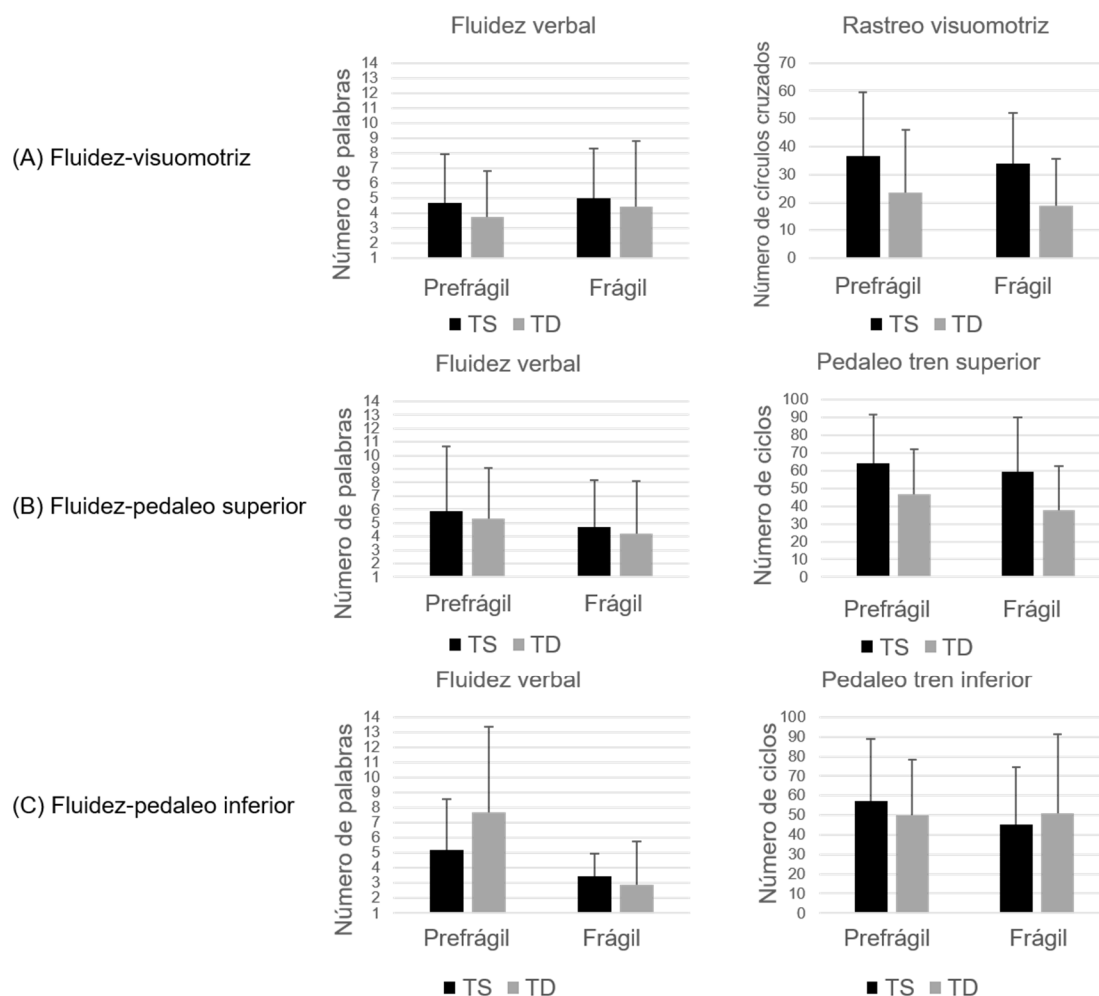 (A) Fluidez-visuomotriz
Fluidez verbal
Número de palabras
14
13
12
11
10
9
8
7
6
5
4
3
2
1
Prefrágil Frágil
TS TD
Rastreo visuomotriz
Número de círculos cruzados
70
60
50
40
30
20
10
0
Prefrágil Frágil
TS TD
(B) Fluidez-pedaleo superior
Fluidez verbal
Número de palabras
14
13
12
11
10
9
8
7
6
5
4
3
2
1
Prefrágil Frágil
TS TD
Pedaleo tren superior
Número de ciclos
100
90
80
70
60
50
40
30
20
10
0
Prefrágil Frágil
TS TD
(C) Fluidez-pedaleo inferior
Fluidez verbal
Número de palabras
14
13
12
11
10
9
8
7
6
5
4
3
2
1
Prefrágil Frágil
TS TD
Pedaleo tren inferior
Número de ciclos
100
90
80
70
60
50
40
30
20
10
0
Prefrágil Frágil
TS TD